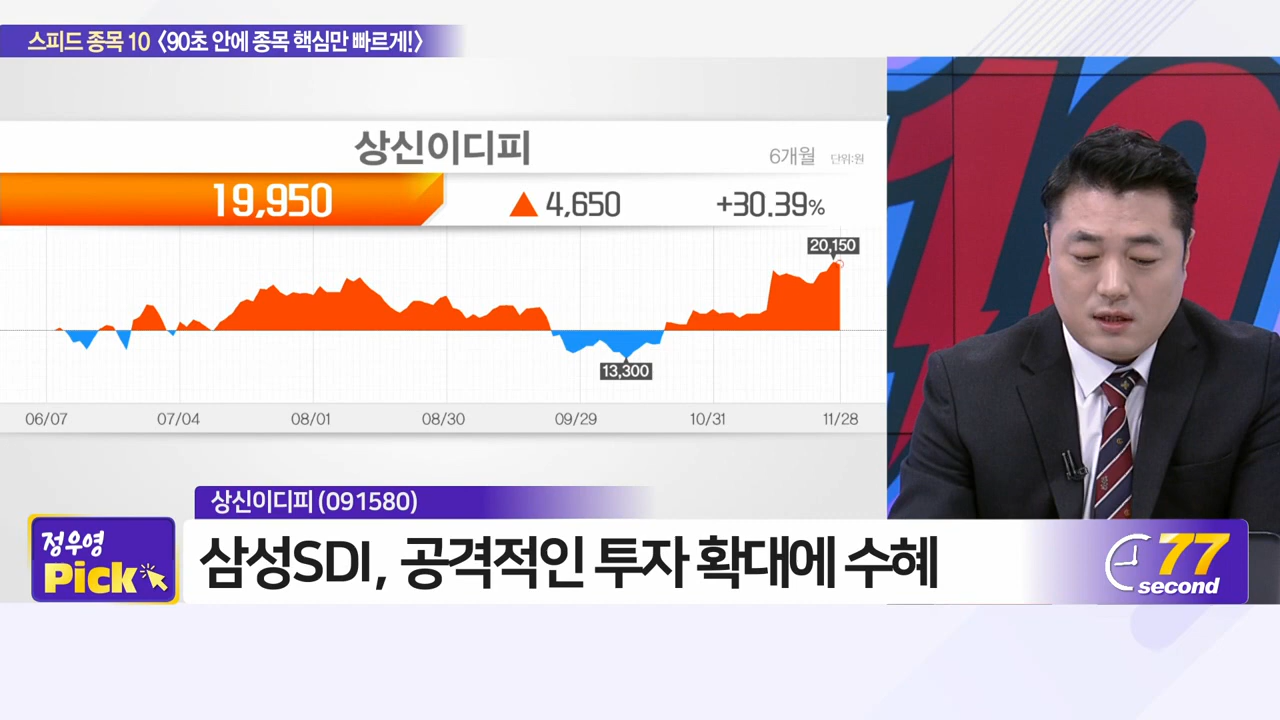 스피드 종목 10 〈90초 안에 종목 핵심만 빠르게!〉
상신이디피
6개월 단위:원
19,950 ▲ 4,650 +30.39%
20,150
13,300
06/07 07/04 08/01 08/30 09/29 10/31 11/28
10
상신이디피 (091580)
정우영
Pick
삼성SDI, 공격적인 투자 확대에 수혜
77
second